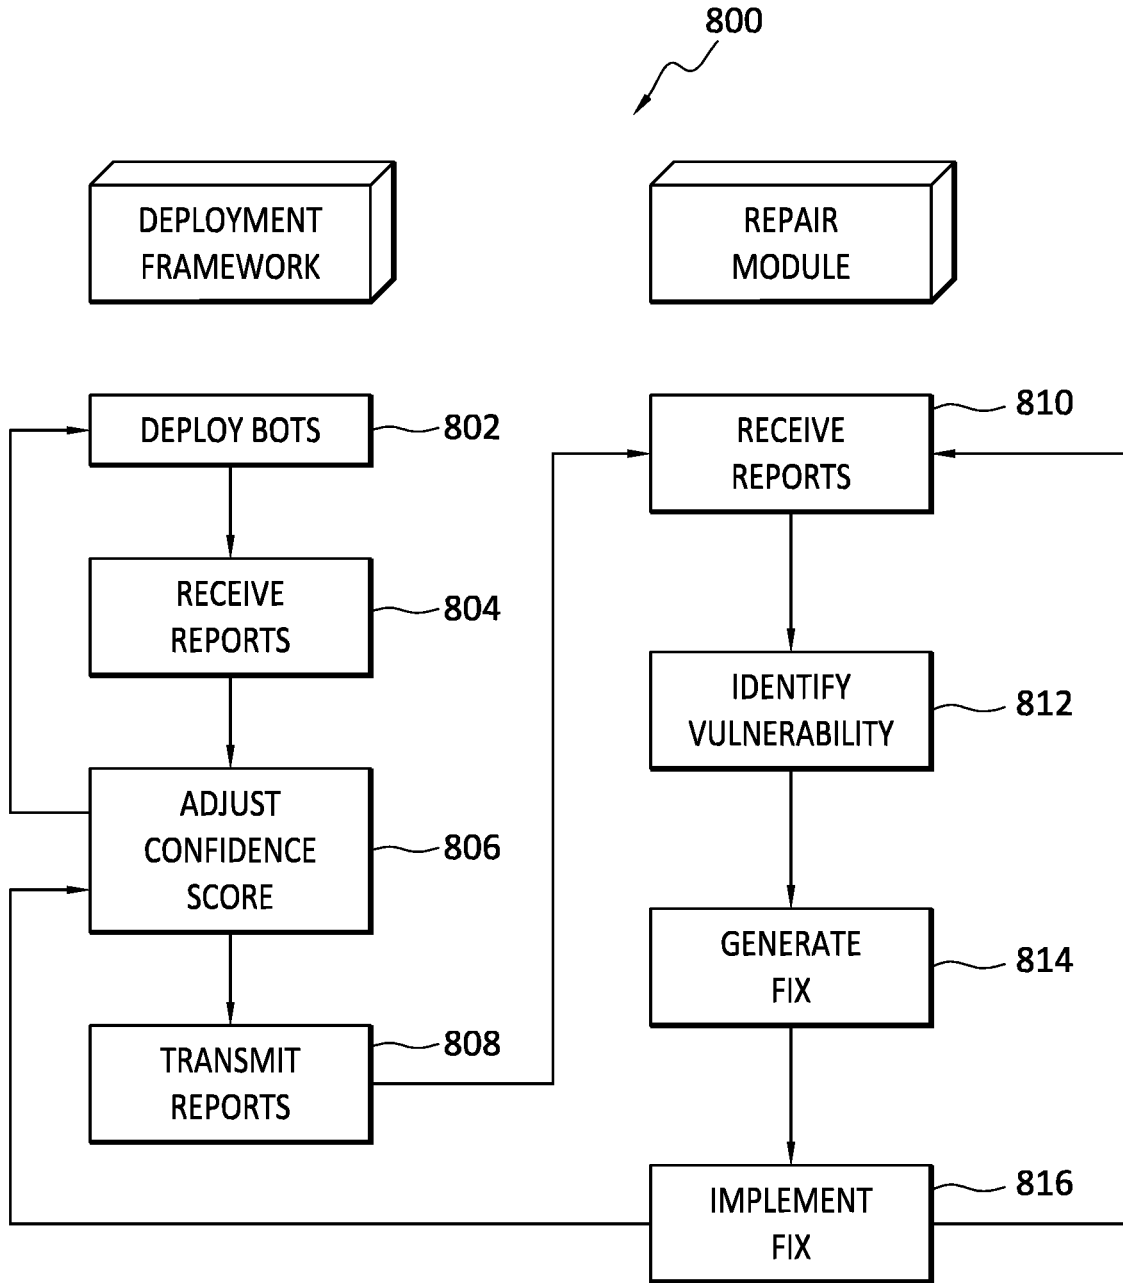 800
DEPLOYMENT
FRAMEWORK
REPAIR
MODULE
DEPLOY BOTS
802
RECEIVE
REPORTS
804
ADJUST
CONFIDENCE
SCORE
806
TRANSMIT
REPORTS
808
RECEIVE
REPORTS
810
IDENTIFY
VULNERABILITY
812
GENERATE
FIX
814
IMPLEMENT
FIX
816